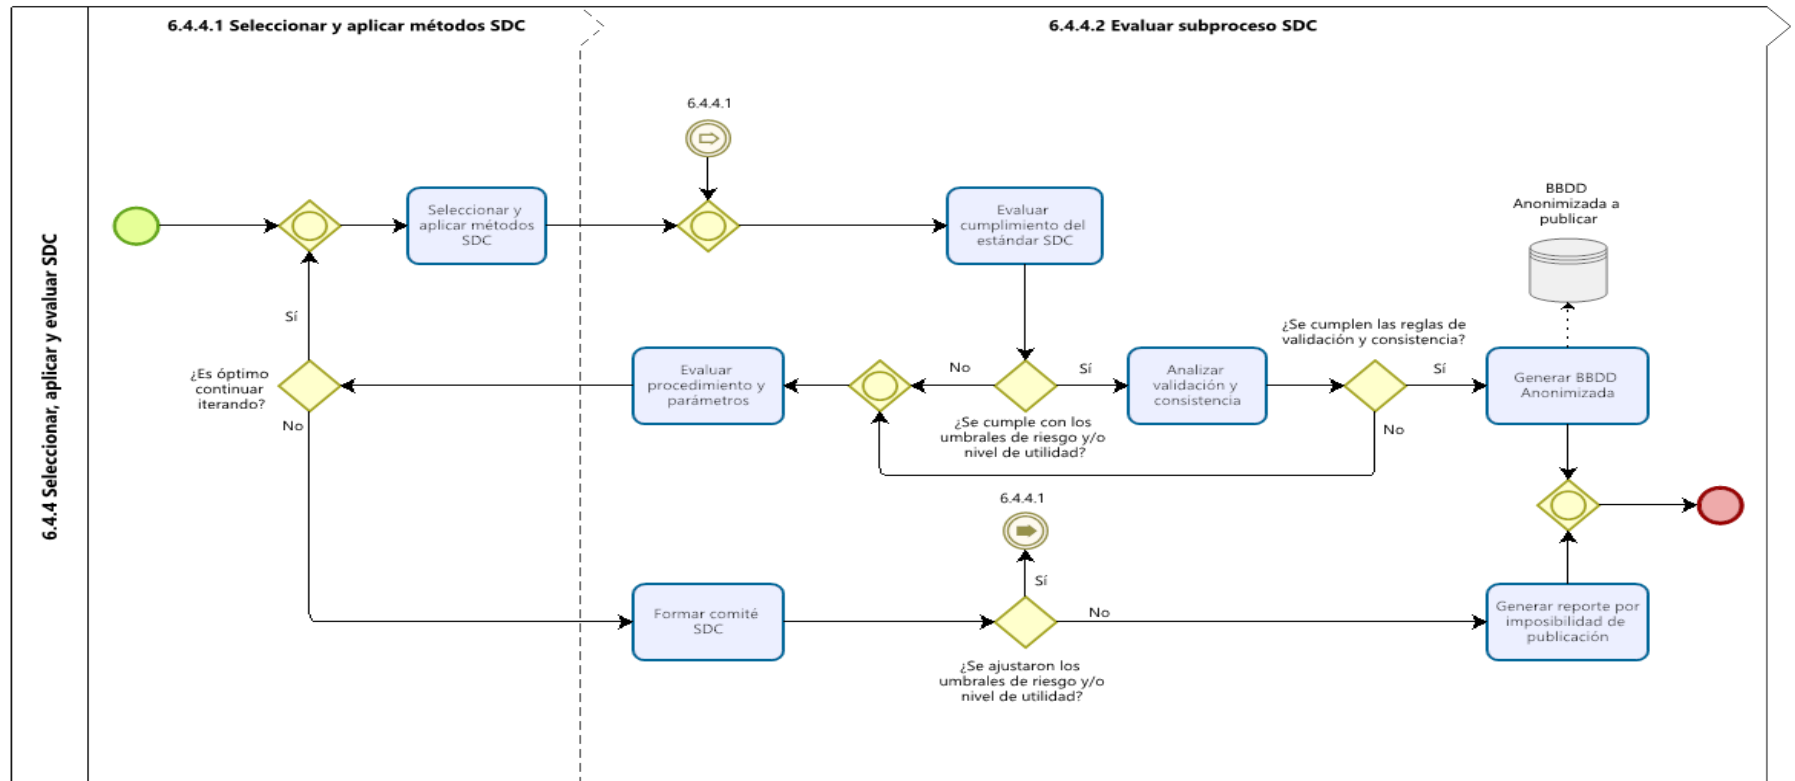 6.4.4 Seleccionar, aplicar y evaluar SDC
6.4.4.1 Seleccionar y aplicar métodos SDC
6.4.4.2 Evaluar subproceso SDC
6.4.4.1
Seleccionar y
aplicar métodos
SDC
Evaluar
cumplimiento del
estándar SDC
BBDD
Anonimizada a
publicar
Sí
¿Es óptimo
continuar
iterando?
No
Evaluar
procedimiento y
parámetros
No
Sí
¿Se cumple con los
umbrales de riesgo y/o
nivel de utilidad?
Analizar
validación y
consistencia
¿Se cumplen las reglas de
validación y consistencia?
Sí
No
Generar BBDD
Anonimizada
6.4.4.1
Sí
Formar comité
SDC
No
¿Se ajustaron los
umbrales de riesgo y/o
nivel de utilidad?
Generar reporte por
imposibilidad de
publicación